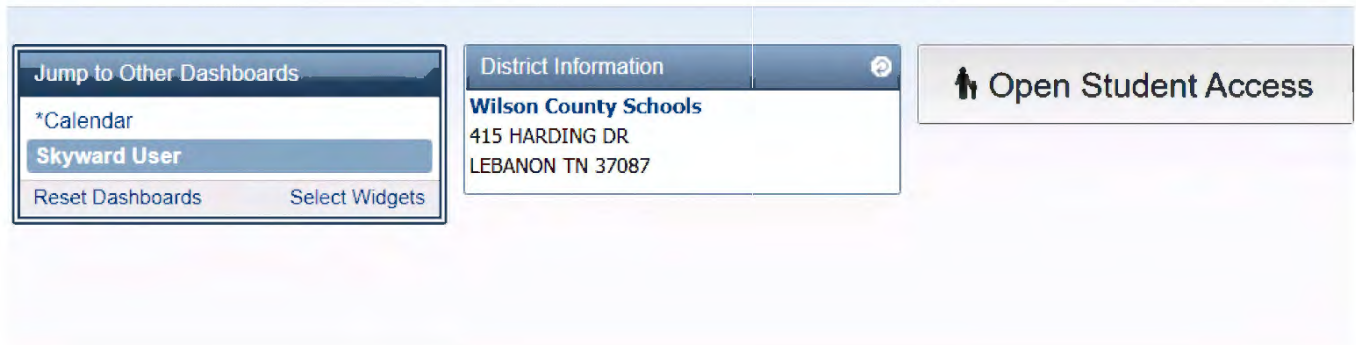 Jump to Other Dashboards
*Calendar
Skyward User
Reset Dashboards Select Widgets
District Information
Wilson County Schools
415 HARDING DR
LEBANON TN 37087
Open Student Access